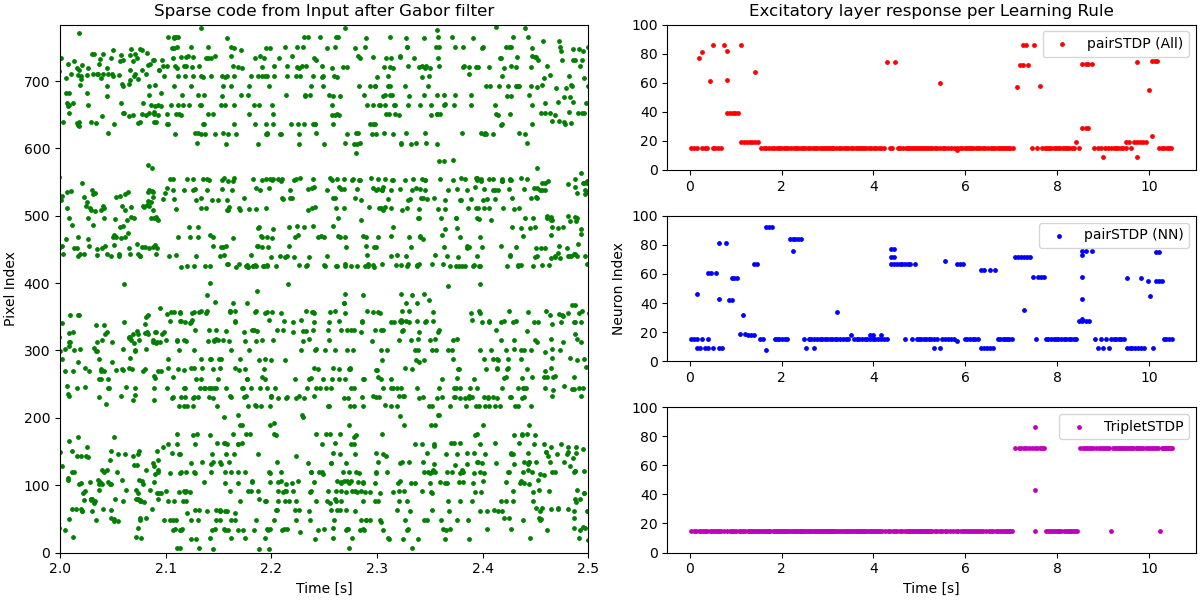 Sparse code from Input after Gabor filter
Pixel Index
700
600
500
400
300
200
100
0
2.0 2.1 2.2 2.3 2.4 2.5
Time [s]
Excitatory layer response per Learning Rule
pairSTDP (All)
100
80
60
40
20
0
0 2 4 6 8 10
pairSTDP (NN)
Neuron Index
100
80
60
40
20
0
0 2 4 6 8 10
TripletSTDP
100
80
60
40
20
0
0 2 4 6 8 10
Time [s]